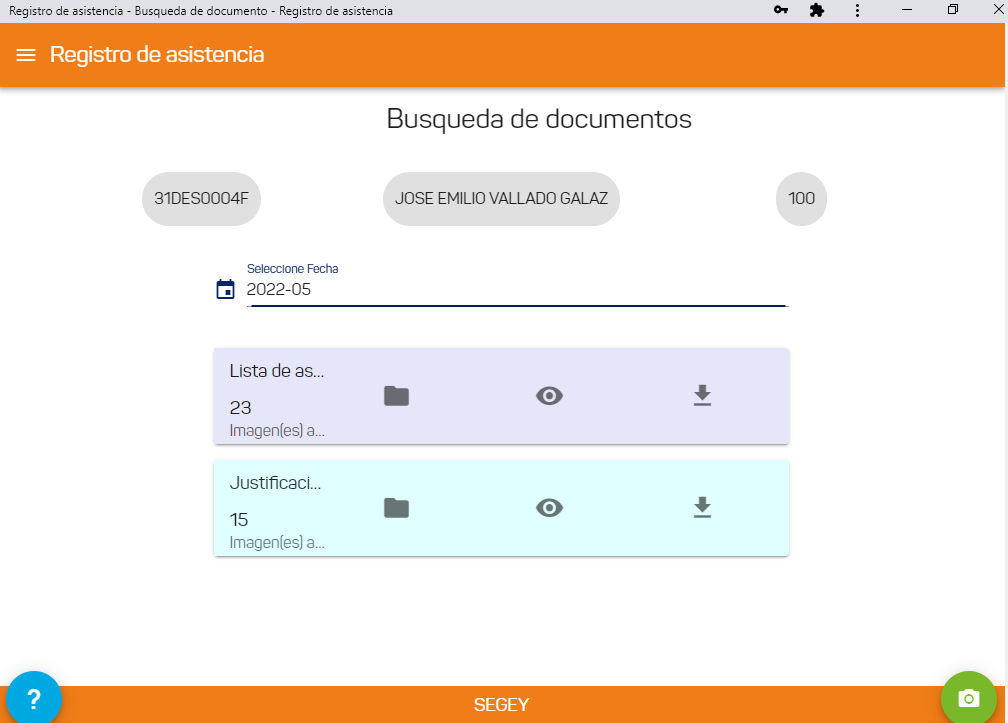 Registro de asistencia - Busqueda de documento - Registro de asistencia
Registro de asistencia
Busqueda de documentos
31DES0004F
JOSE EMILIO VALLADO GALAZ
100
Seleccione Fecha
2022-05
Lista de as...
23
Imagen(es) a...
Justificaci...
15
Imagen(es) a...
?
SEGEY